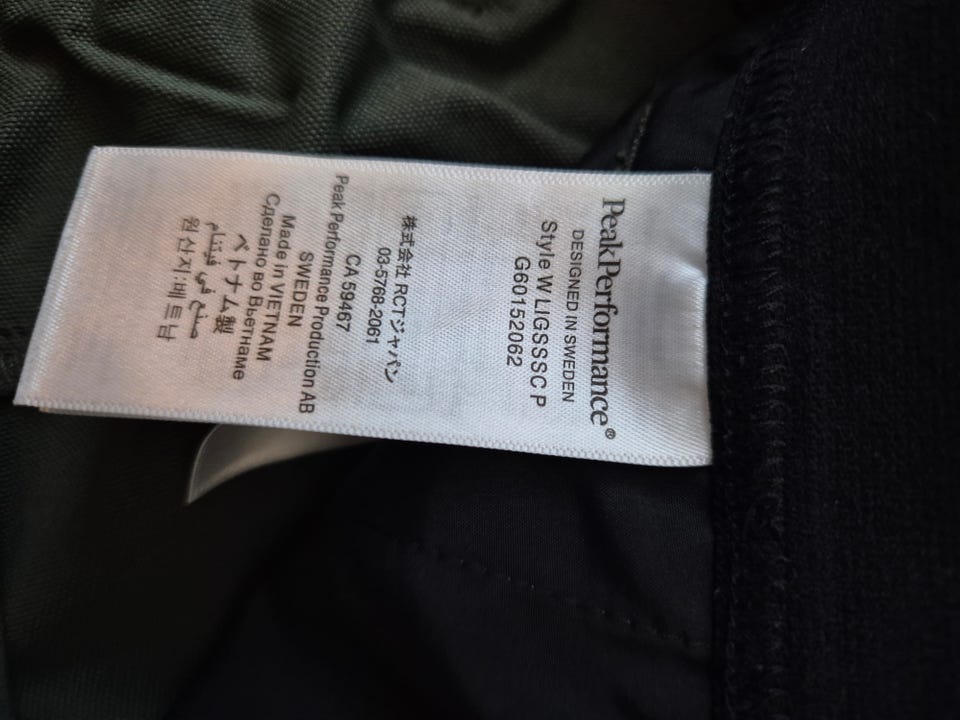 PeakPerformance®
DESIGNED IN SWEDEN
Style W LIGSSSC P
G60152062
株式会社 RCTジャパン
03-5768-2061
CA 59467
Peak Performance Production AB
SWEDEN
Made in VIETNAM
Сделано во Вьетнаме
ベトナム製
صنع في فيتنام
원산지:베트남